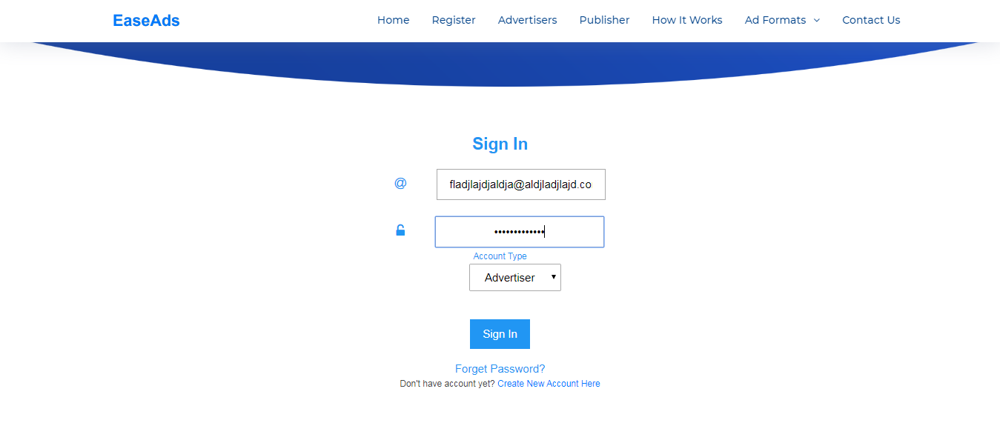 EaseAds Home Register Advertisers Publisher How It Works Ad Formats Contact Us
Sign In
@ fladjlajdjaldja@aldjladjlajd.co
•••••••••••••
Account Type
Advertiser
Sign In
Forget Password?
Don't have account yet? Create New Account Here